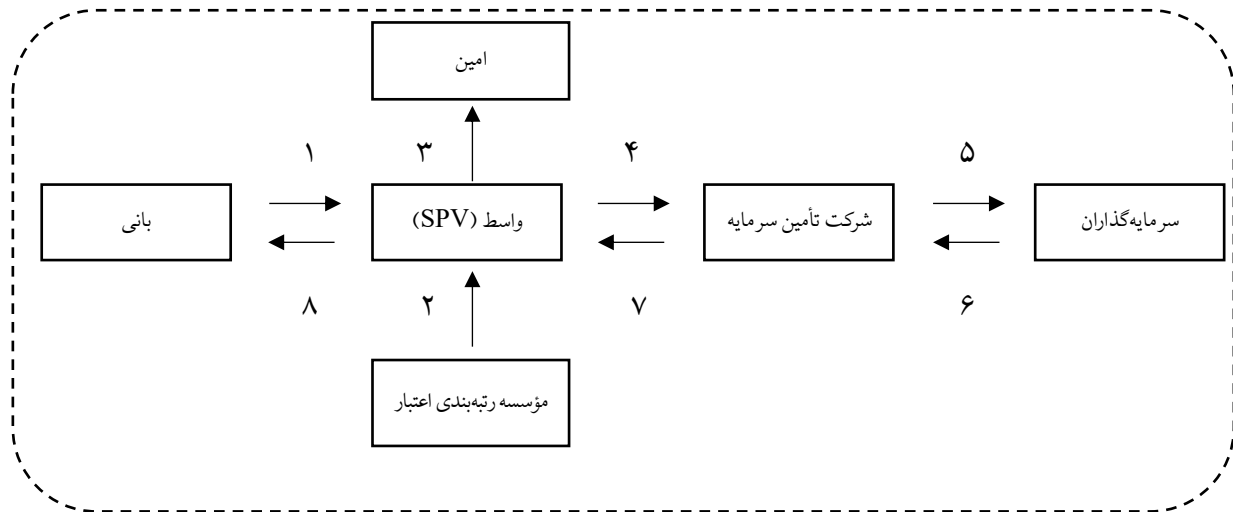 امین
۱
۳
۴
۵
بانی
واسط (SPV)
شرکت تأمین سرمایه
سرمایه‌گذاران
۸
۲
۷
۶
مؤسسه رتبه‌بندی اعتبار